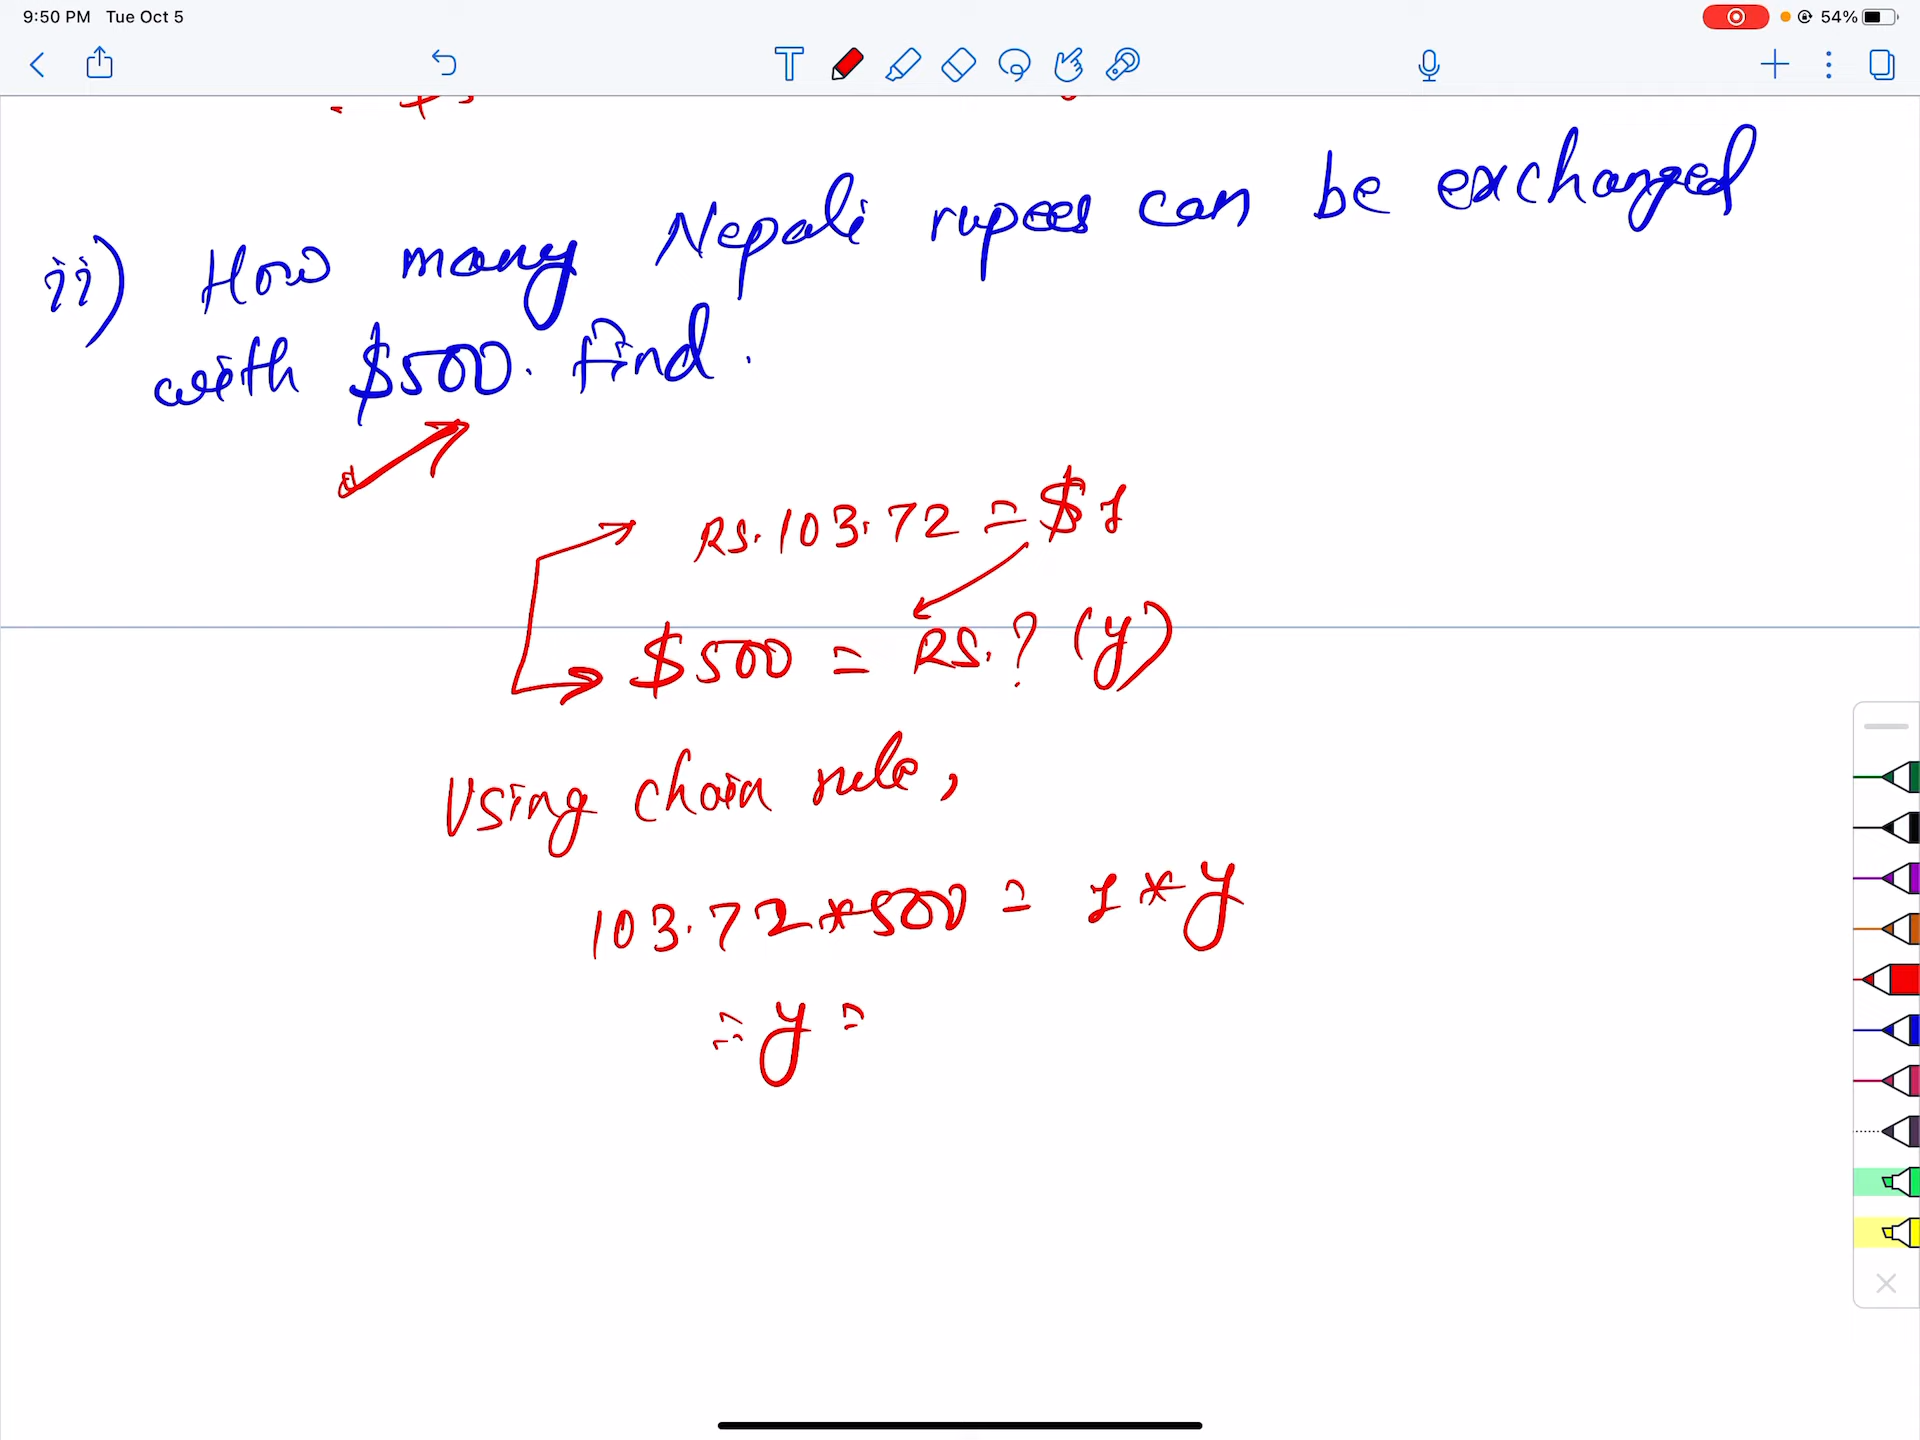 9:50 PM Tue Oct 5
54%
ii) How many Nepali rupees can be exchanged
with $500. find.
RS. 103.72 = $1
$500 = RS. ? (y)
Using chain rule,
103.72*500 = 1*y
∴ y =